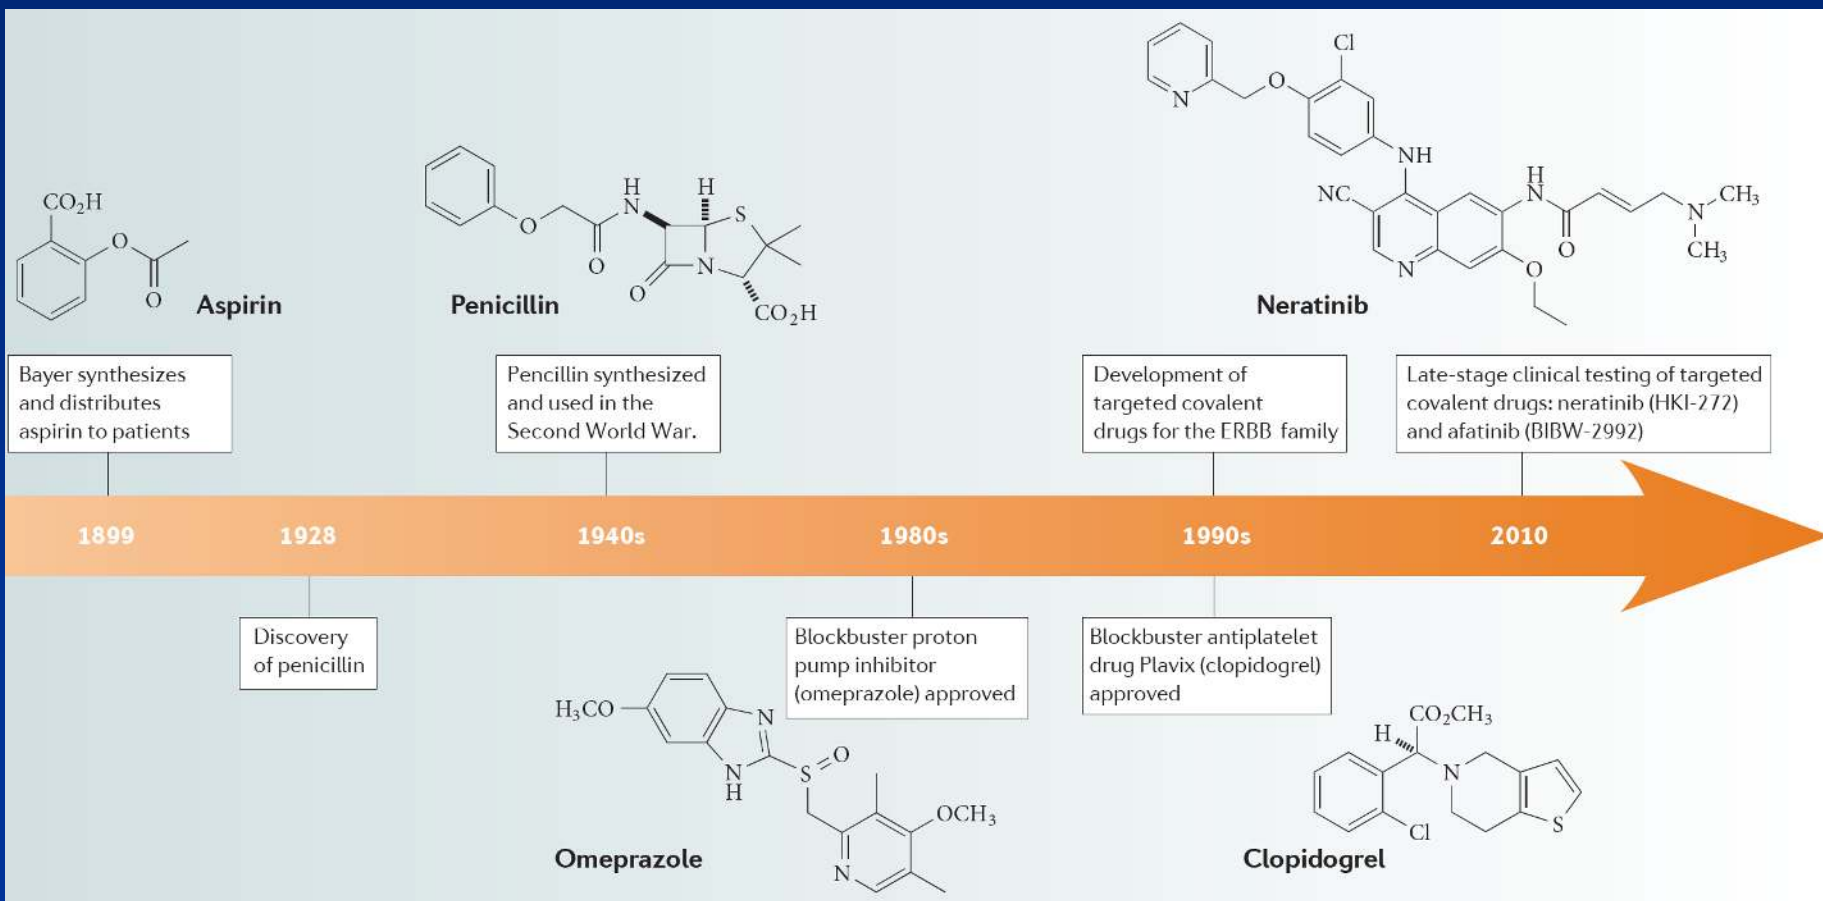 Cl
N
O
NH
NC
H
N
O
N
CH₃
CH₃
N
O
Neratinib
CO₂H
O
O
Aspirin
H
N
H
S
O
O
N
O
CO₂H
Penicillin
Bayer synthesizes
and distributes
aspirin to patients
Pencillin synthesized
and used in the
Second World War.
Development of
targeted covalent
drugs for the ERBB family
Late-stage clinical testing of targeted
covalent drugs: neratinib (HKI-272)
and afatinib (BIBW-2992)
1899
1928
1940s
1980s
1990s
2010
Discovery
of penicillin
Blockbuster proton
pump inhibitor
(omeprazole) approved
Blockbuster antiplatelet
drug Plavix (clopidogrel)
approved
H₃CO
N
N
H
S
O
OCH₃
N
Omeprazole
CO₂CH₃
H
N
Cl
S
Clopidogrel